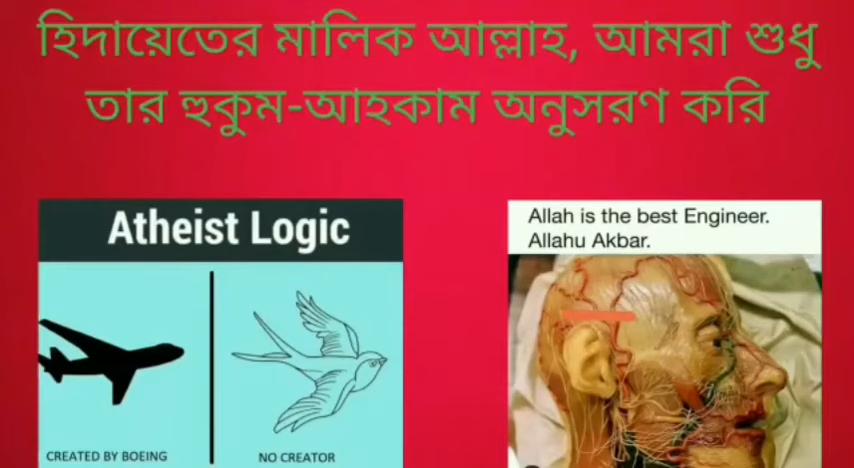 হিদায়েতের মালিক আল্লাহ, আমরা শুধু
তার হুকুম-আহকাম অনুসরণ করি
Atheist Logic
CREATED BY BOEING
NO CREATOR
Allah is the best Engineer.
Allahu Akbar.